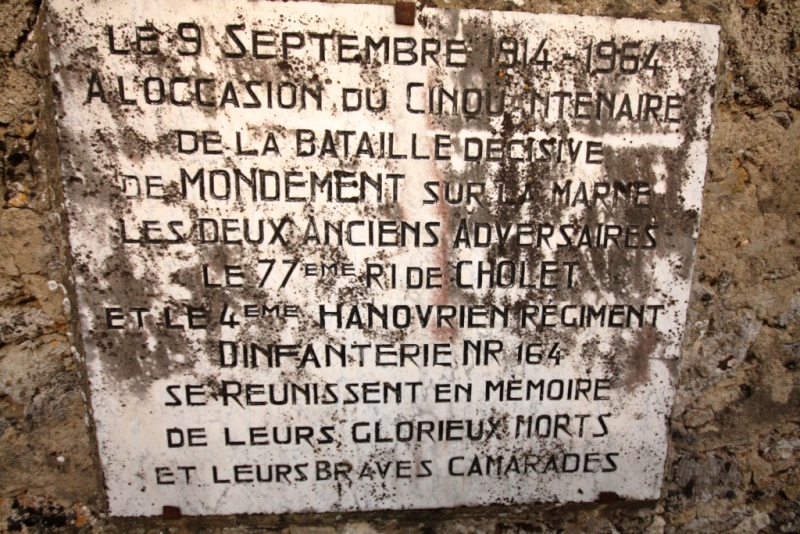 LE 9 SEPTEMBRE 1914-1964
A L'OCCASION DU CINQUANTENAIRE
DE LA BATAILLE DECISIVE
DE MONDEMENT SUR LA MARNE
LES DEUX ANCIENS ADVERSAIRES
LE 77EME RI DE CHOLET
ET LE 4EME HANOVRIEN REGIMENT
DINFANTERIE NR 164
SE REUNISSENT EN MEMOIRE
DE LEURS GLORIEUX MORTS
ET LEURS BRAVES CAMARADES